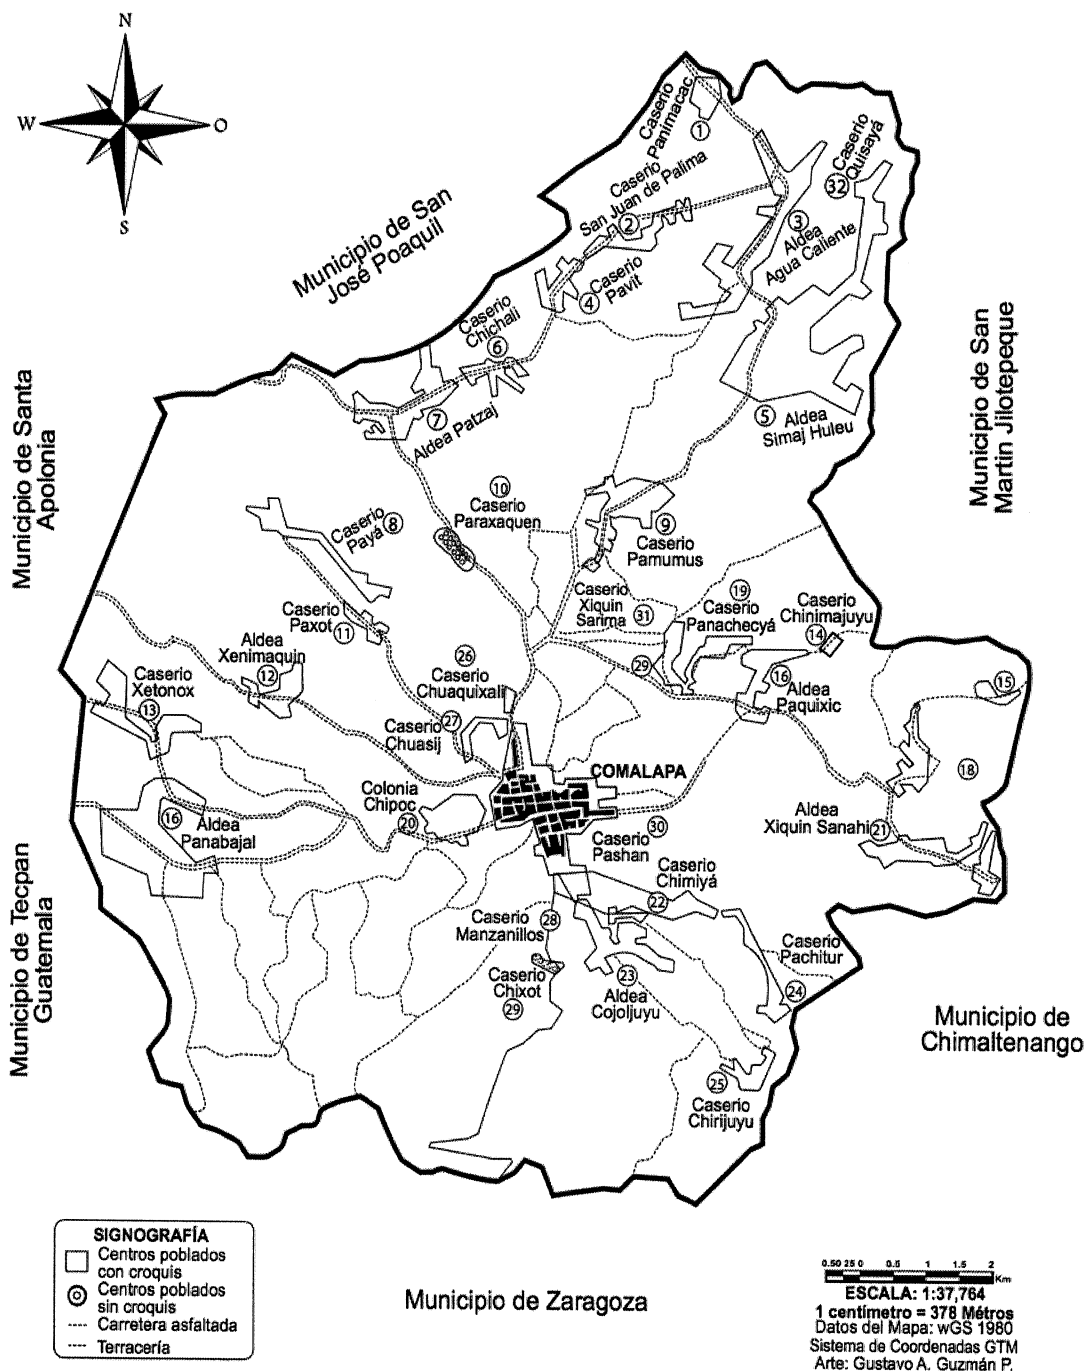 N
W
O
S
Municipio de San
José Poaquil
Municipio de Santa
Apolonia
Municipio de Tecpan
Guatemala
Municipio de San
Martin Jilotepeque
Municipio de
Chimaltenango
Municipio de Zaragoza
Caserio
Panimacac
1
Caserio
San Juan de Palima
2
Caserio
Quisayá
32
3
Aldea
Agua Caliente
Caserio
Pavit
4
Caserio
Chichali
6
5
Aldea
Simaj Huleu
7
Aldea Patzaj
10
Caserio
Paraxaquen
Caserio
Payá
8
9
Caserio
Pamumus
Caserio
Paxot
11
Caserio
Xiquin
Sarima
31
19
Caserio
Panachecyá
Caserio
Chinimajuyu
14
Aldea
Xenimaquin
12
Caserio
Xetonox
13
26
Caserio
Chuaquixali
29
16
Aldea
Paquixic
15
27
Caserio
Chuasij
18
COMALAPA
Colonia
Chipoc
20
16
Aldea
Panabajal
30
Caserio
Pashan
Aldea
Xiquin Sanahi
21
Caserio
Chimiyá
22
28
Caserio
Manzanillos
Caserio
Pachitur
24
Caserio
Chixot
29
23
Aldea
Cojoljuyu
25
Caserio
Chirijuyu
SIGNOGRAFÍA
Centros poblados
con croquis
Centros poblados
sin croquis
Carretera asfaltada
Terracería
0.50 25 0 0.5 1 1.5 2
Km
ESCALA: 1:37,764
1 centímetro = 378 Métros
Datos del Mapa: wGS 1980
Sistema de Coordenadas GTM
Arte: Gustavo A. Guzmán P.